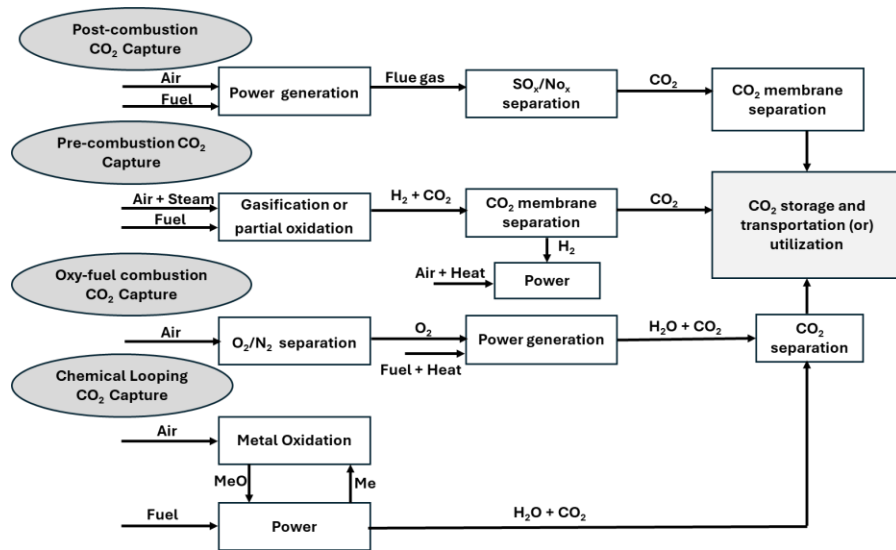 Post-combustion
CO₂ Capture
Air
Fuel
Power generation
Flue gas
SOₓ/Noₓ
separation
CO₂
CO₂ membrane
separation
Pre-combustion CO₂
Capture
Air + Steam
Fuel
Gasification or
partial oxidation
H₂ + CO₂
CO₂ membrane
separation
CO₂
H₂
Air + Heat
Power
CO₂ storage and
transportation (or)
utilization
Oxy-fuel combustion
CO₂ Capture
Air
O₂/N₂ separation
O₂
Fuel + Heat
Power generation
H₂O + CO₂
CO₂
separation
Chemical Looping
CO₂ Capture
Air
Metal Oxidation
MeO
Me
Fuel
Power
H₂O + CO₂